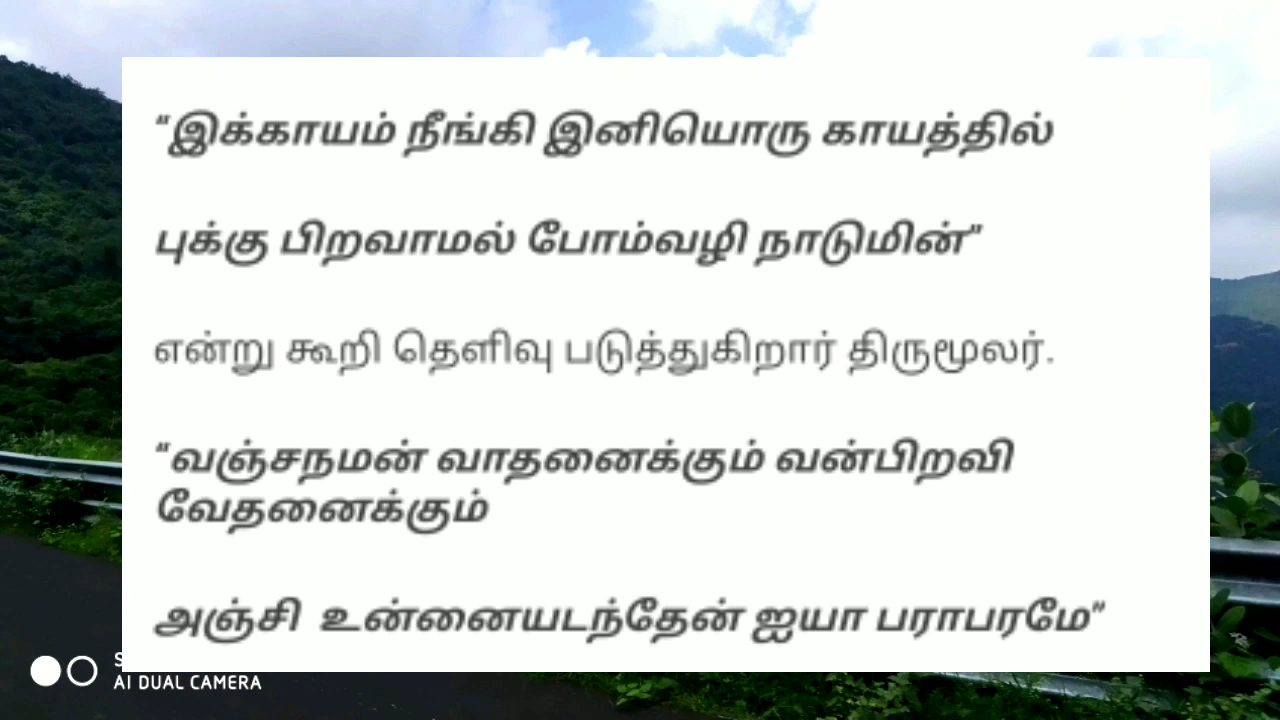 “இக்காயம் நீங்கி இனியொரு காயத்தில்
புக்கு பிறவாமல் போம்வழி நாடுமின்”
என்று கூறி தெளிவு படுத்துகிறார் திருமூலர்.
“வஞ்சநமன் வாதனைக்கும் வன்பிறவி
வேதனைக்கும்
அஞ்சி உன்னையடந்தேன் ஐயா பராபரமே”
AI DUAL CAMERA